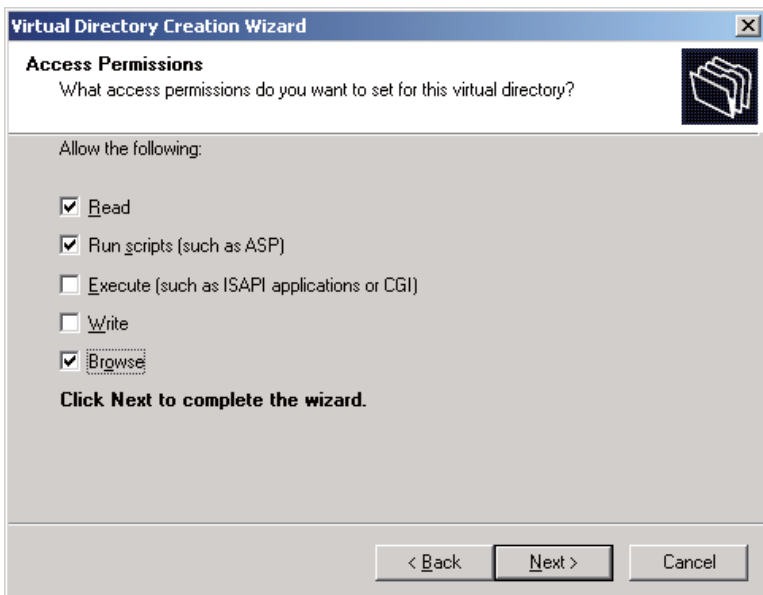 Virtual Directory Creation Wizard
Access Permissions
What access permissions do you want to set for this virtual directory?
Allow the following:
Read
Run scripts (such as ASP)
Execute (such as ISAPI applications or CGI)
Write
Browse
Click Next to complete the wizard.
< Back Next > Cancel